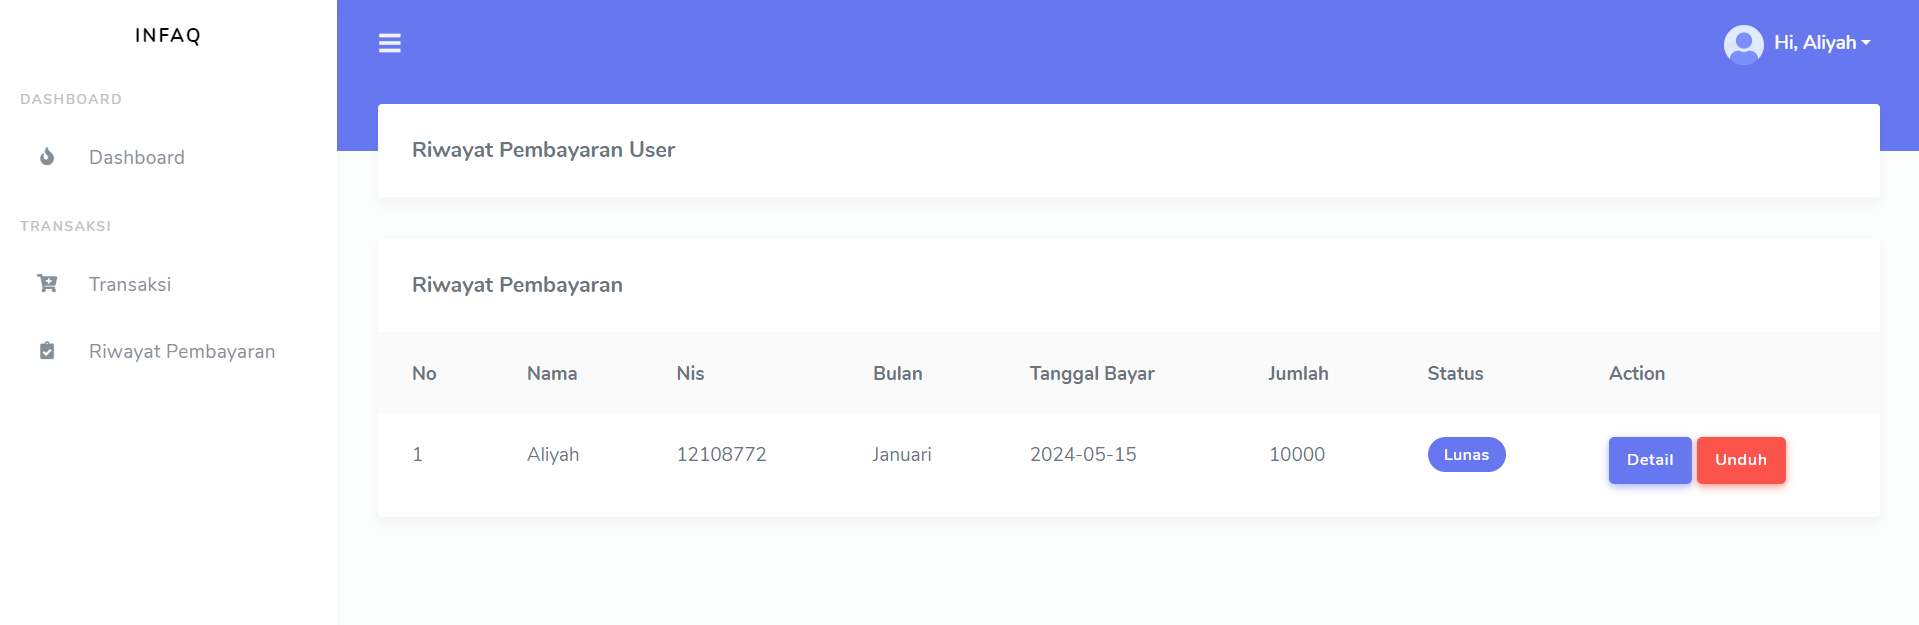 INFAQ
Hi, Aliyah
DASHBOARD
Dashboard
TRANSAKSI
Transaksi
Riwayat Pembayaran
Riwayat Pembayaran User
Riwayat Pembayaran
No Nama Nis Bulan Tanggal Bayar Jumlah Status Action
1 Aliyah 12108772 Januari 2024-05-15 10000 Lunas Detail Unduh